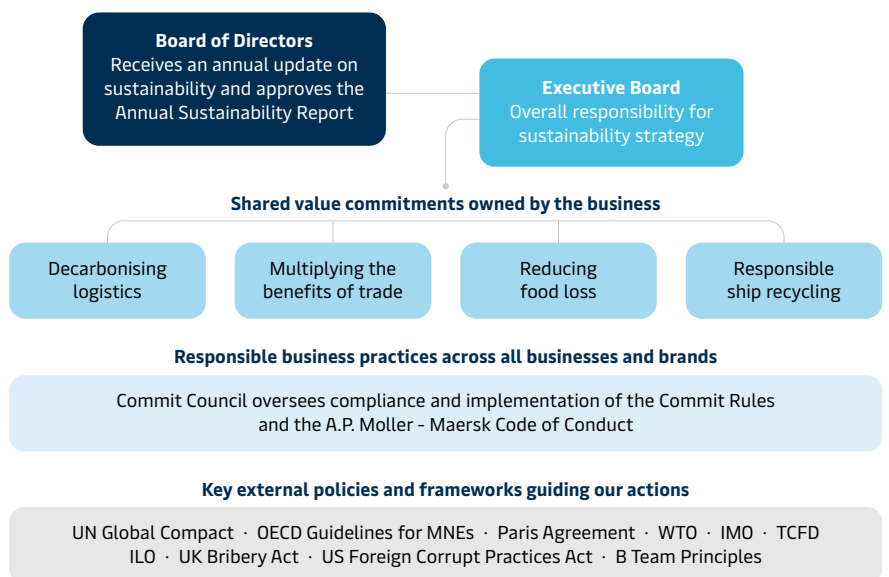 Board of Directors
Receives an annual update on
sustainability and approves the
Annual Sustainability Report
Executive Board
Overall responsibility for
sustainability strategy
Shared value commitments owned by the business
Decarbonising
logistics
Multiplying the
benefits of trade
Reducing
food loss
Responsible
ship recycling
Responsible business practices across all businesses and brands
Commit Council oversees compliance and implementation of the Commit Rules
and the A.P. Moller - Maersk Code of Conduct
Key external policies and frameworks guiding our actions
UN Global Compact · OECD Guidelines for MNEs · Paris Agreement · WTO · IMO · TCFD
ILO · UK Bribery Act · US Foreign Corrupt Practices Act · B Team Principles